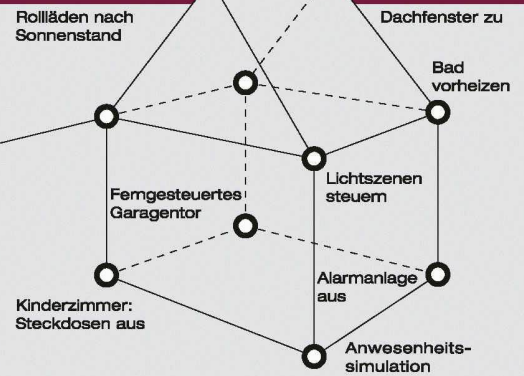 Rollläden nach
Sonnenstand
Dachfenster zu
Bad
vorheizen
Lichtszenen
steuern
Ferngesteuertes
Garagentor
Alarmanlage
aus
Kinderzimmer:
Steckdosen aus
Anwesenheits-
simulation